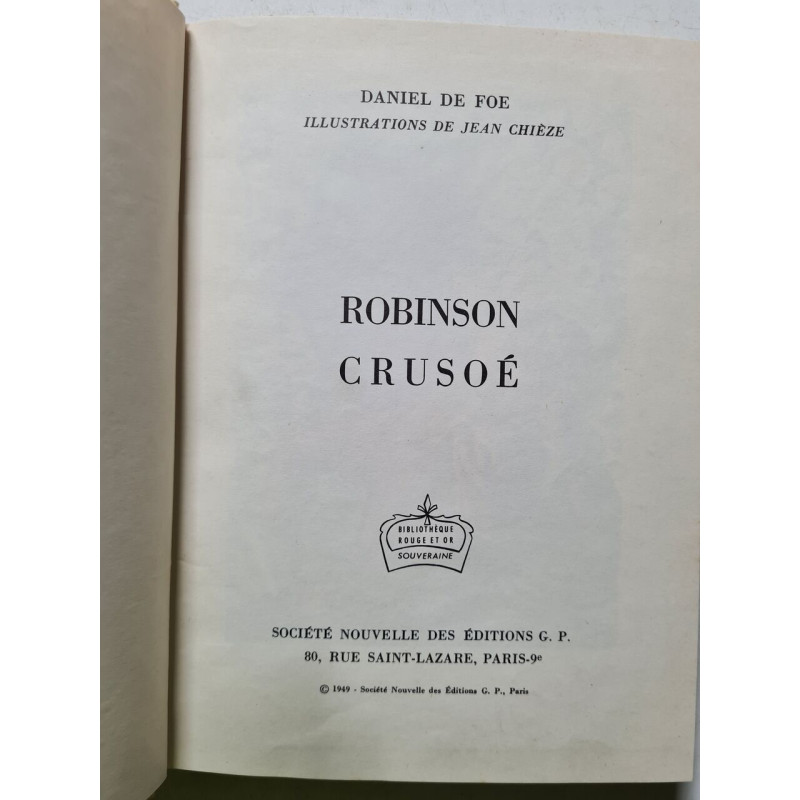 DANIEL DE FOE
ILLUSTRATIONS DE JEAN CHIÈZE
ROBINSON
CRUSOÉ
BIBLIOTHÈQUE
ROUGE ET OR
SOUVERAINE
SOCIÉTÉ NOUVELLE DES ÉDITIONS G. P.
80, RUE SAINT-LAZARE, PARIS-9e
© 1949 - Société Nouvelle des Éditions G. P., Paris